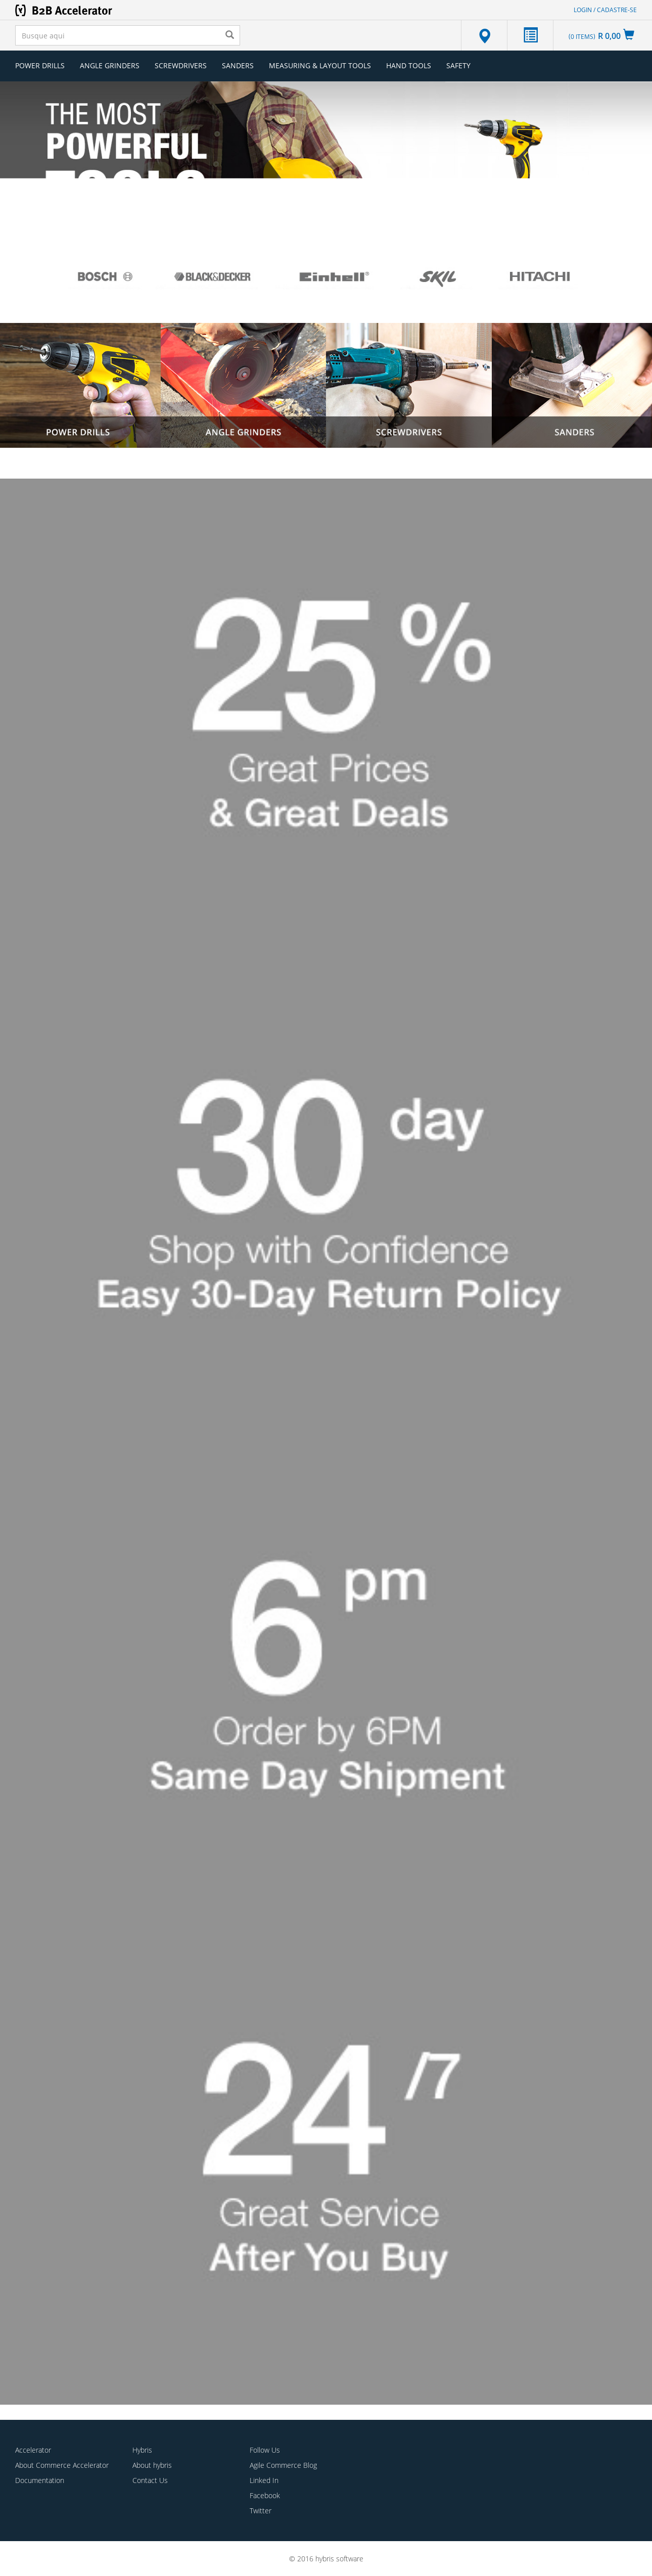 B2B Accelerator
LOGIN / CADASTRE-SE
Busque aqui
(0 ITEMS) R 0,00
POWER DRILLS ANGLE GRINDERS SCREWDRIVERS SANDERS MEASURING & LAYOUT TOOLS HAND TOOLS SAFETY
THE MOST
POWERFUL
TOOLS
BOSCH BLACK&DECKER Einhell® SKIL HITACHI
POWER DRILLS ANGLE GRINDERS SCREWDRIVERS SANDERS
25 %
Great Prices
& Great Deals
30 day
Shop with Confidence
Easy 30-Day Return Policy
6 pm
Order by 6PM
Same Day Shipment
24 /7
Great Service
After You Buy
Accelerator
About Commerce Accelerator
Documentation
Hybris
About hybris
Contact Us
Follow Us
Agile Commerce Blog
Linked In
Facebook
Twitter
© 2016 hybris software